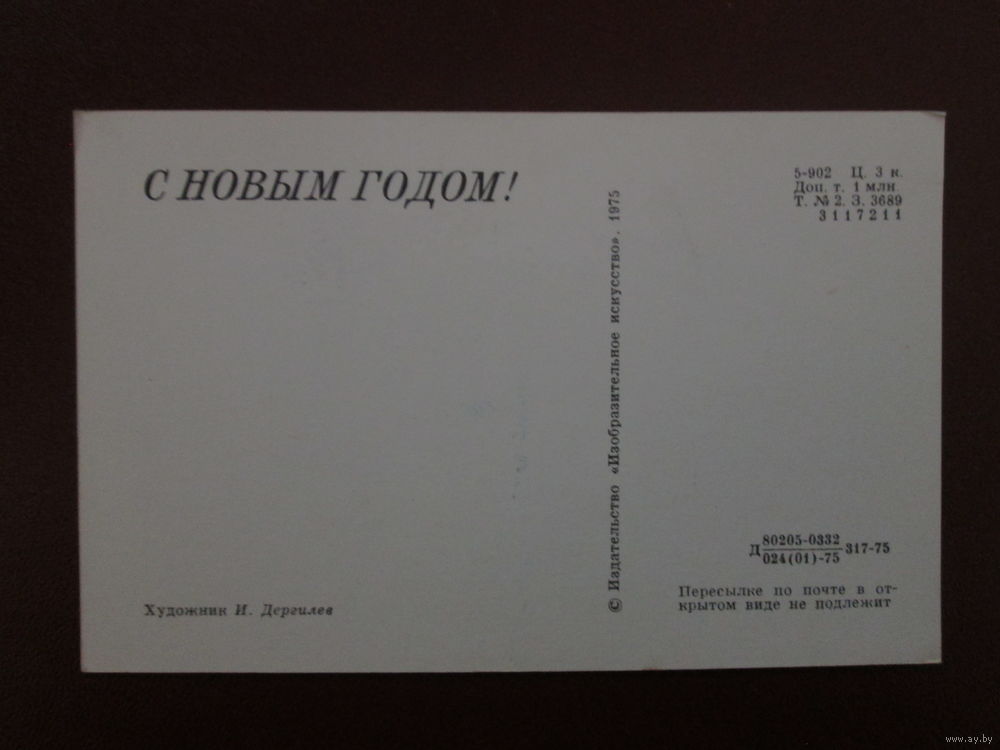 С НОВЫМ ГОДОМ!
Художник И. Дергилев
© Издательство «Изобразительное искусство». 1975
5-902 Ц. 3 к.
Доп. т. 1 млн.
Т. № 2. З. 3689
3117211
Д 80205-0332 317-75
024(01)-75
Пересылке по почте в от-
крытом виде не подлежит
www.ay.by